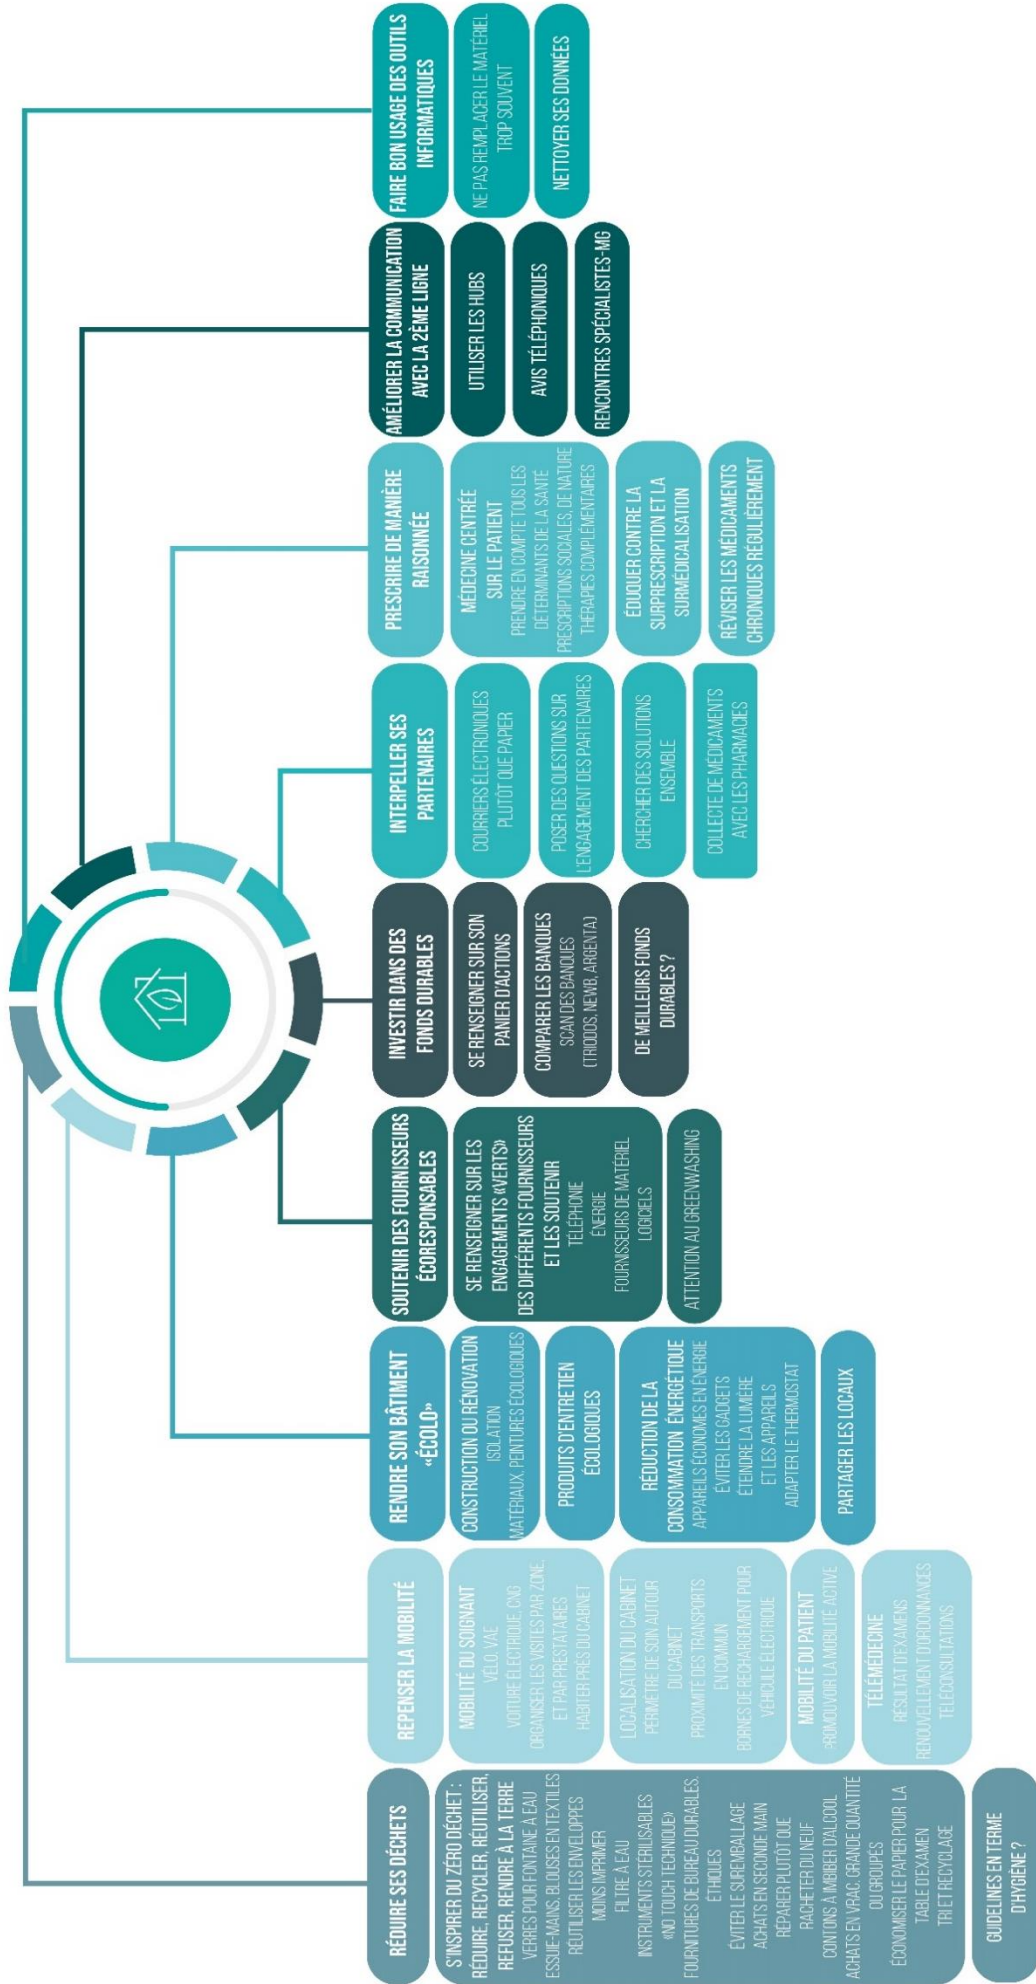 RÉDUIRE SES DÉCHETS
S'INSPIRER DU ZÉRO DÉCHET :
RÉDUIRE, RECYCLER, RÉUTILISER,
REFUSER, RENDRE À LA TERRE
VERRES POUR FONTAINE À EAU
ESSUIE-MAINS, BLOUSES EN TEXTILES
RÉUTILISER LES ENVELOPPES
MOINS IMPRIMER
FILTRE À EAU
INSTRUMENTS STÉRILISABLES
«NO TOUCH TECHNIQUE»
FOURNITURES DE BUREAU DURABLES,
ÉTHIQUES
ÉVITER LE SUREMBALLAGE
ACHATS EN SECONDE MAIN
RÉPARER PLUTÔT QUE
RACHETER DU NEUF
CONTONS À IMBIBER D'ALCOOL
ACHATS EN VRAC, GRANDE QUANTITÉ
OU GROUPÉS
ÉCONOMISER LE PAPIER POUR LA
TABLE D'EXAMEN
TRI ET RECYCLAGE
GUIDELINES EN TERME
D'HYGIÈNE ?
REPENSER LA MOBILITÉ
MOBILITÉ DU SOIGNANT
VÉLO, VAE
VOITURE ÉLECTRIQUE, CNG
ORGANISER LES VISITES PAR ZONE,
ET PAR PRESTATAIRES
HABITER PRÈS DU CABINET
LOCALISATION DU CABINET
PÉRIMÈTRE DE SOIN AUTOUR
DU CABINET
PROXIMITÉ DES TRANSPORTS
EN COMMUN
BORNES DE RECHARGEMENT POUR
VÉHICULE ÉLECTRIQUE
MOBILITÉ DU PATIENT
PROMOUVOIR LA MOBILITÉ ACTIVE
TÉLÉMÉDECINE
RÉSULTAT D'EXAMENS
RENOUVELLEMENT D'ORDONNANCES
TÉLÉCONSULTATIONS
RENDRE SON BÂTIMENT
«ÉCOLO»
CONSTRUCTION OU RÉNOVATION
ISOLATION
MATÉRIAUX, PEINTURES ÉCOLOGIQUES
PRODUITS D'ENTRETIEN
ÉCOLOGIQUES
RÉDUCTION DE LA
CONSOMMATION ÉNERGÉTIQUE
APPAREILS ÉCONOMES EN ÉNERGIE
ÉVITER LES GADGETS
ÉTEINDRE LA LUMIÈRE
ET LES APPAREILS
ADAPTER LE THERMOSTAT
PARTAGER LES LOCAUX
SOUTENIR DES FOURNISSEURS
ÉCORESPONSABLES
SE RENSEIGNER SUR LES
ENGAGEMENTS «VERTS»
DES DIFFÉRENTS FOURNISSEURS
ET LES SOUTENIR
TÉLÉPHONIE
ÉNERGIE
FOURNISSEURS DE MATÉRIEL
LOGICIELS
ATTENTION AU GREENWASHING
INVESTIR DANS DES
FONDS DURABLES
SE RENSEIGNER SUR SON
PANIER D'ACTIONS
COMPARER LES BANQUES
SCAN DES BANQUES
(TRIODOS, NEWB, ARGENTA)
DE MEILLEURS FONDS
DURABLES ?
INTERPELLER SES
PARTENAIRES
COURRIERS ÉLECTRONIQUES
PLUTÔT QUE PAPIER
POSER DES QUESTIONS SUR
L'ENGAGEMENT DES PARTENAIRES
CHERCHER DES SOLUTIONS
ENSEMBLE
COLLECTE DE MÉDICAMENTS
AVEC LES PHARMACIES
PRESCRIRE DE MANIÈRE
RAISONNÉE
MÉDECINE CENTRÉE
SUR LE PATIENT
PRENDRE EN COMPTE TOUS LES
DÉTERMINANTS DE LA SANTÉ
PRESCRIPTIONS SOCIALES, DE NATURE
THÉRAPIES COMPLÉMENTAIRES
ÉDUQUER CONTRE LA
SURPRESCRIPTION ET LA
SURMÉDICALISATION
RÉVISER LES MÉDICAMENTS
CHRONIQUES RÉGULIÈREMENT
AMÉLIORER LA COMMUNICATION
AVEC LA 2ÈME LIGNE
UTILISER LES HUBS
AVIS TÉLÉPHONIQUES
RENCONTRES SPÉCIALISTES-MG
FAIRE BON USAGE DES OUTILS
INFORMATIQUES
NE PAS REMPLACER LE MATÉRIEL
TROP SOUVENT
NETTOYER SES DONNÉES